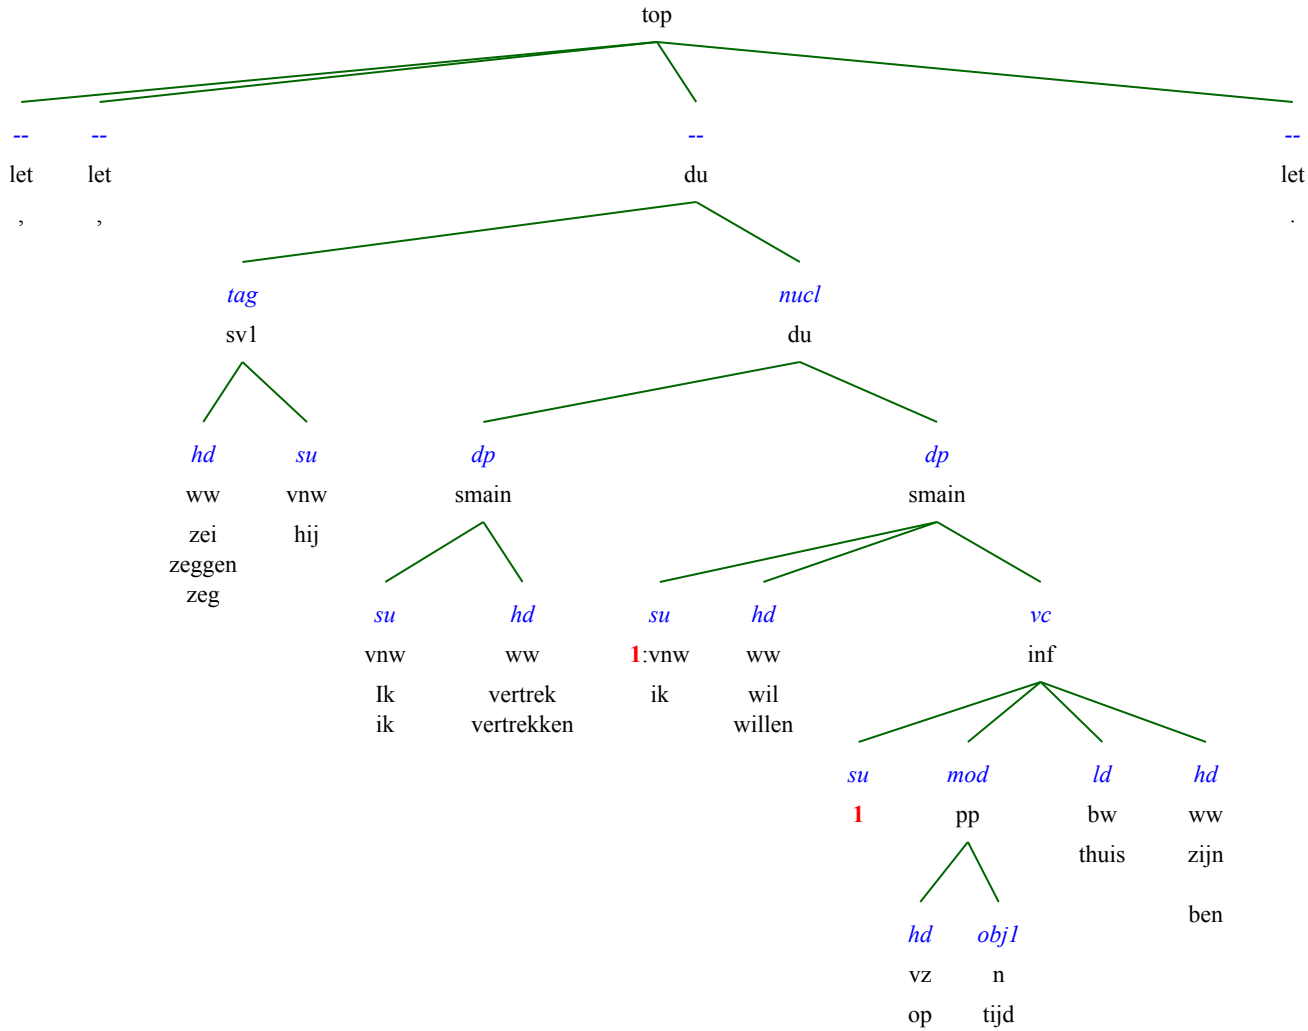 top
-- -- -- --
let let du let
, , .
tag nucl
sv1 du
hd su dp dp
ww vnw smain smain
zei hij
zeggen
zeg
su hd su hd vc
vnw ww 1:vnw ww inf
Ik vertrek ik wil
ik vertrekken willen
su mod ld hd
1 pp bw ww
thuis zijn
ben
hd obj1
vz n
op tijd